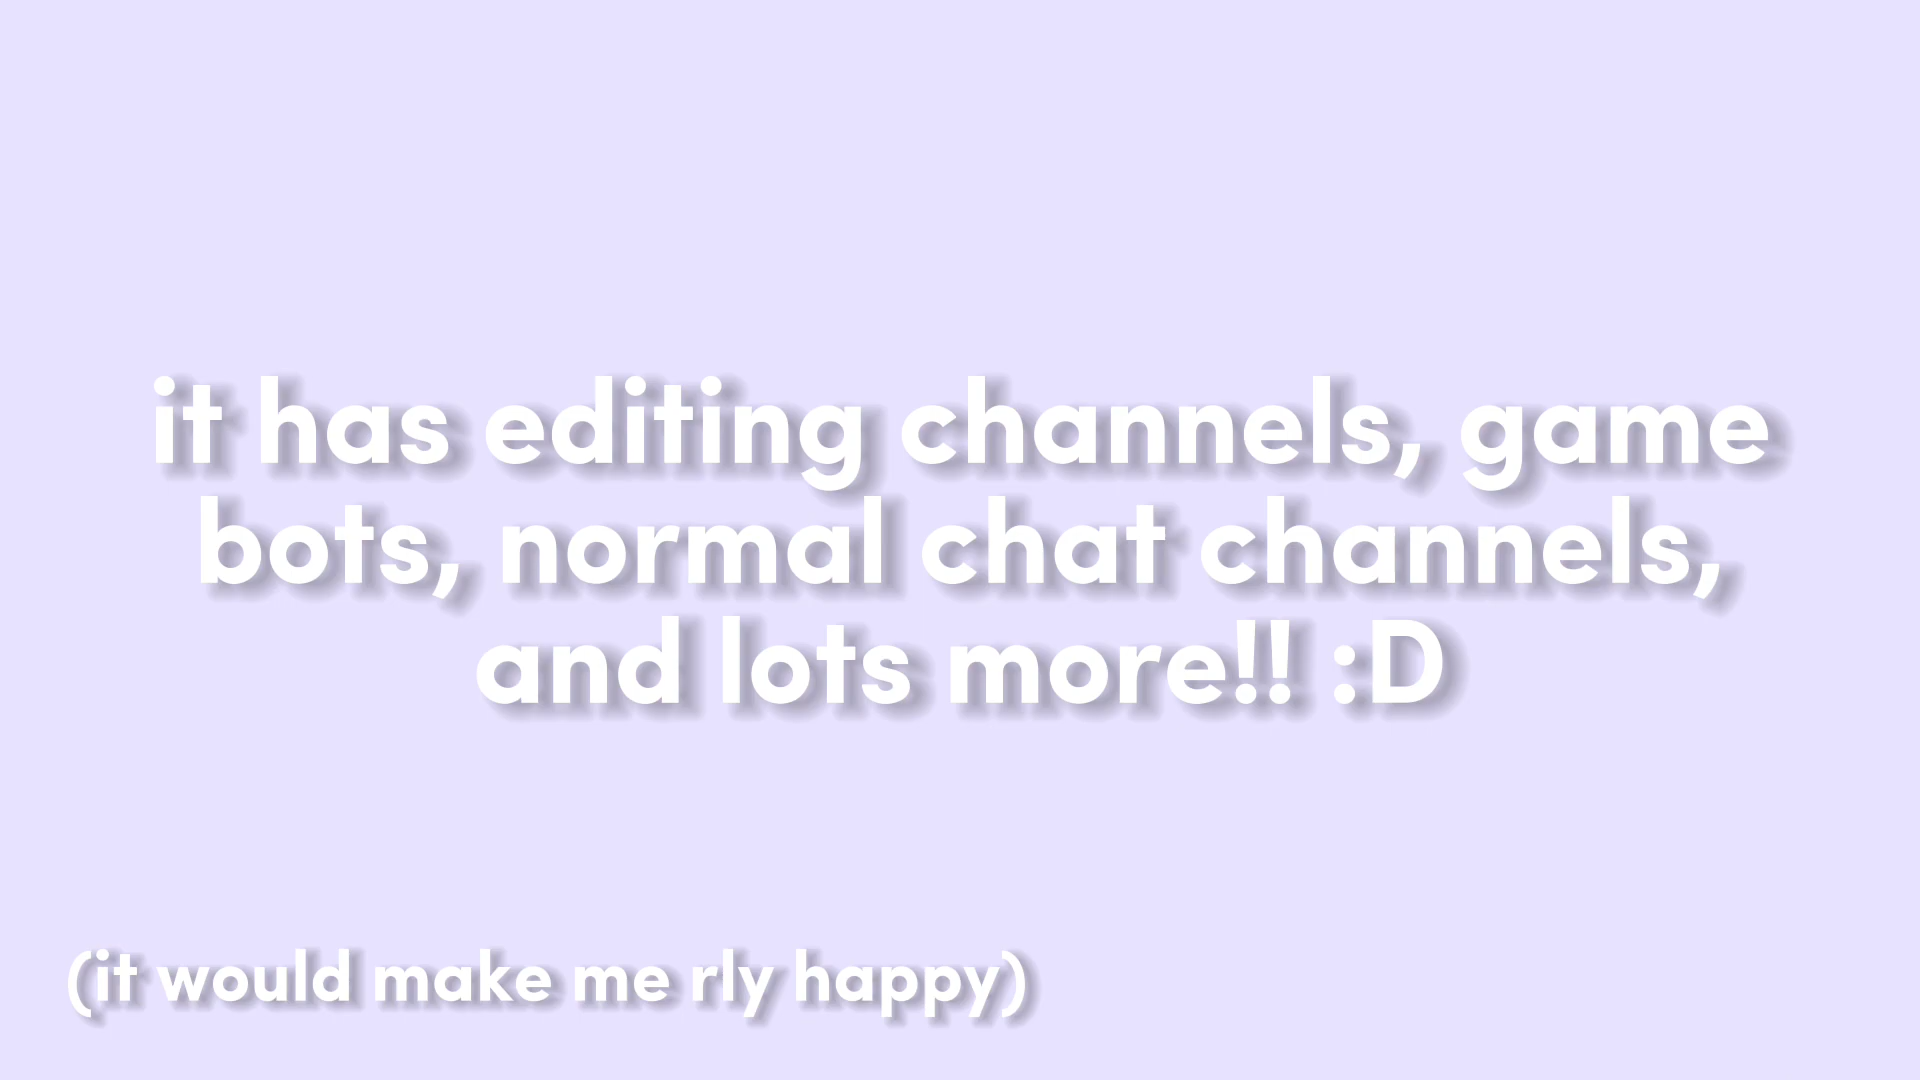 it has editing channels, game
bots, normal chat channels,
and lots more!! :D
(it would make me rly happy)